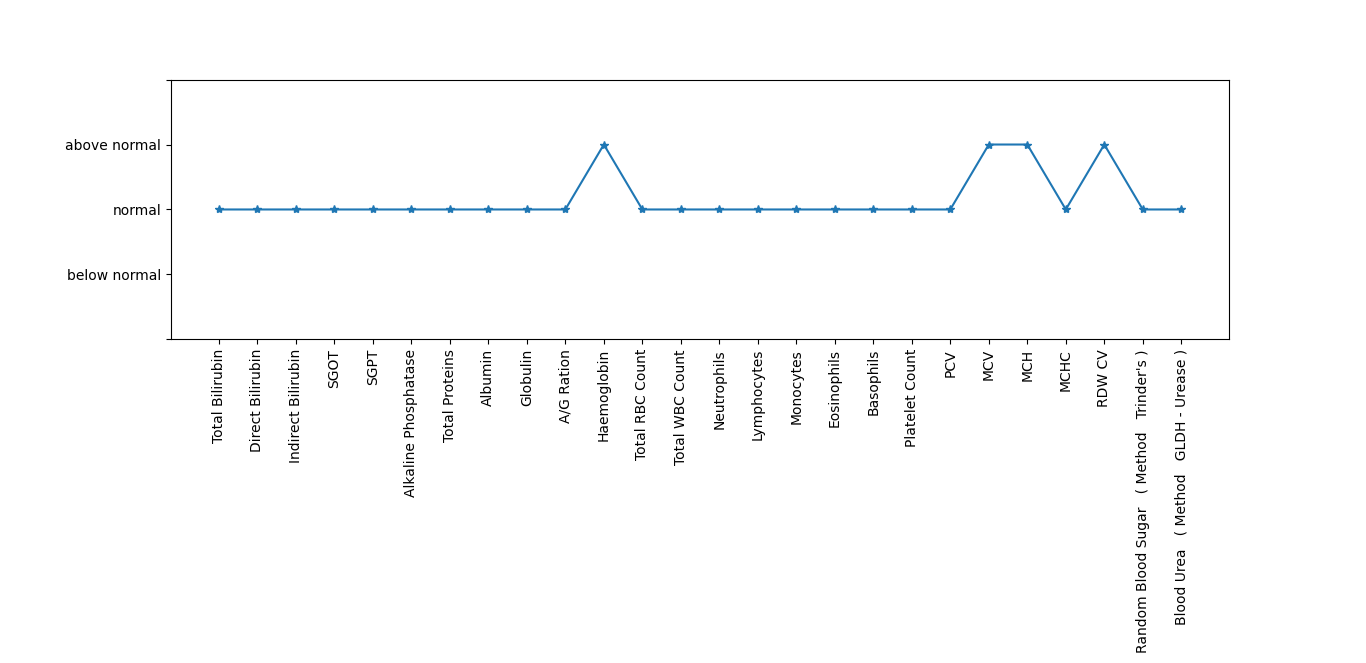 above normal
normal
below normal
Total Bilirubin
Direct Bilirubin
Indirect Bilirubin
SGOT
SGPT
Alkaline Phosphatase
Total Proteins
Albumin
Globulin
A/G Ration
Haemoglobin
Total RBC Count
Total WBC Count
Neutrophils
Lymphocytes
Monocytes
Eosinophils
Basophils
Platelet Count
PCV
MCV
MCH
MCHC
RDW CV
Random Blood Sugar ( Method Trinder's )
Blood Urea ( Method GLDH - Urease )